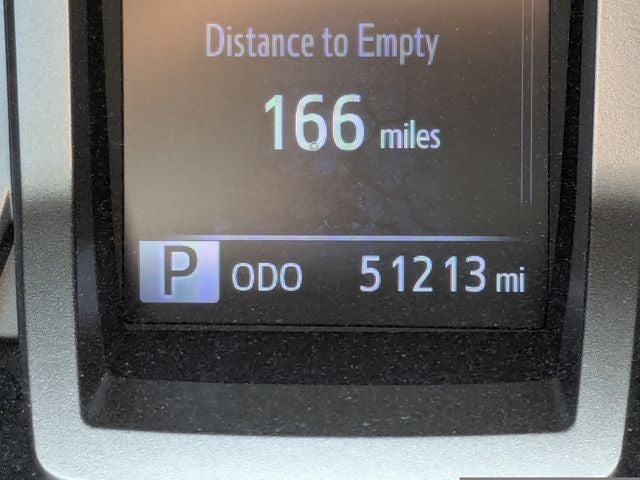 Distance to Empty
166 miles
P ODO 51213 mi